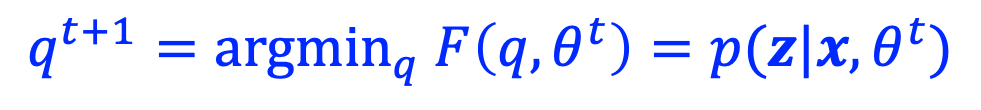 q^{t+1} = argmin_q F(q, θ^t) = p(z|x, θ^t)